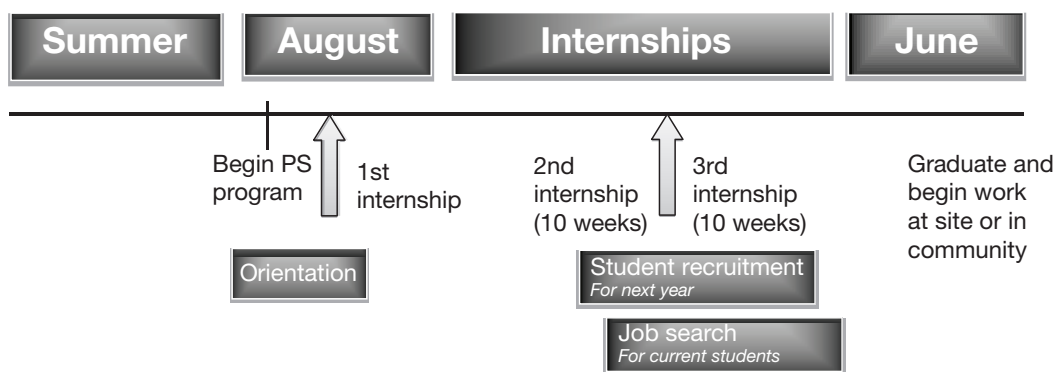 Summer
August
Internships
June
Begin PS
program
1st
internship
2nd
internship
(10 weeks)
3rd
internship
(10 weeks)
Graduate and
begin work
at site or in
community
Orientation
Student recruitment
For next year
Job search
For current students